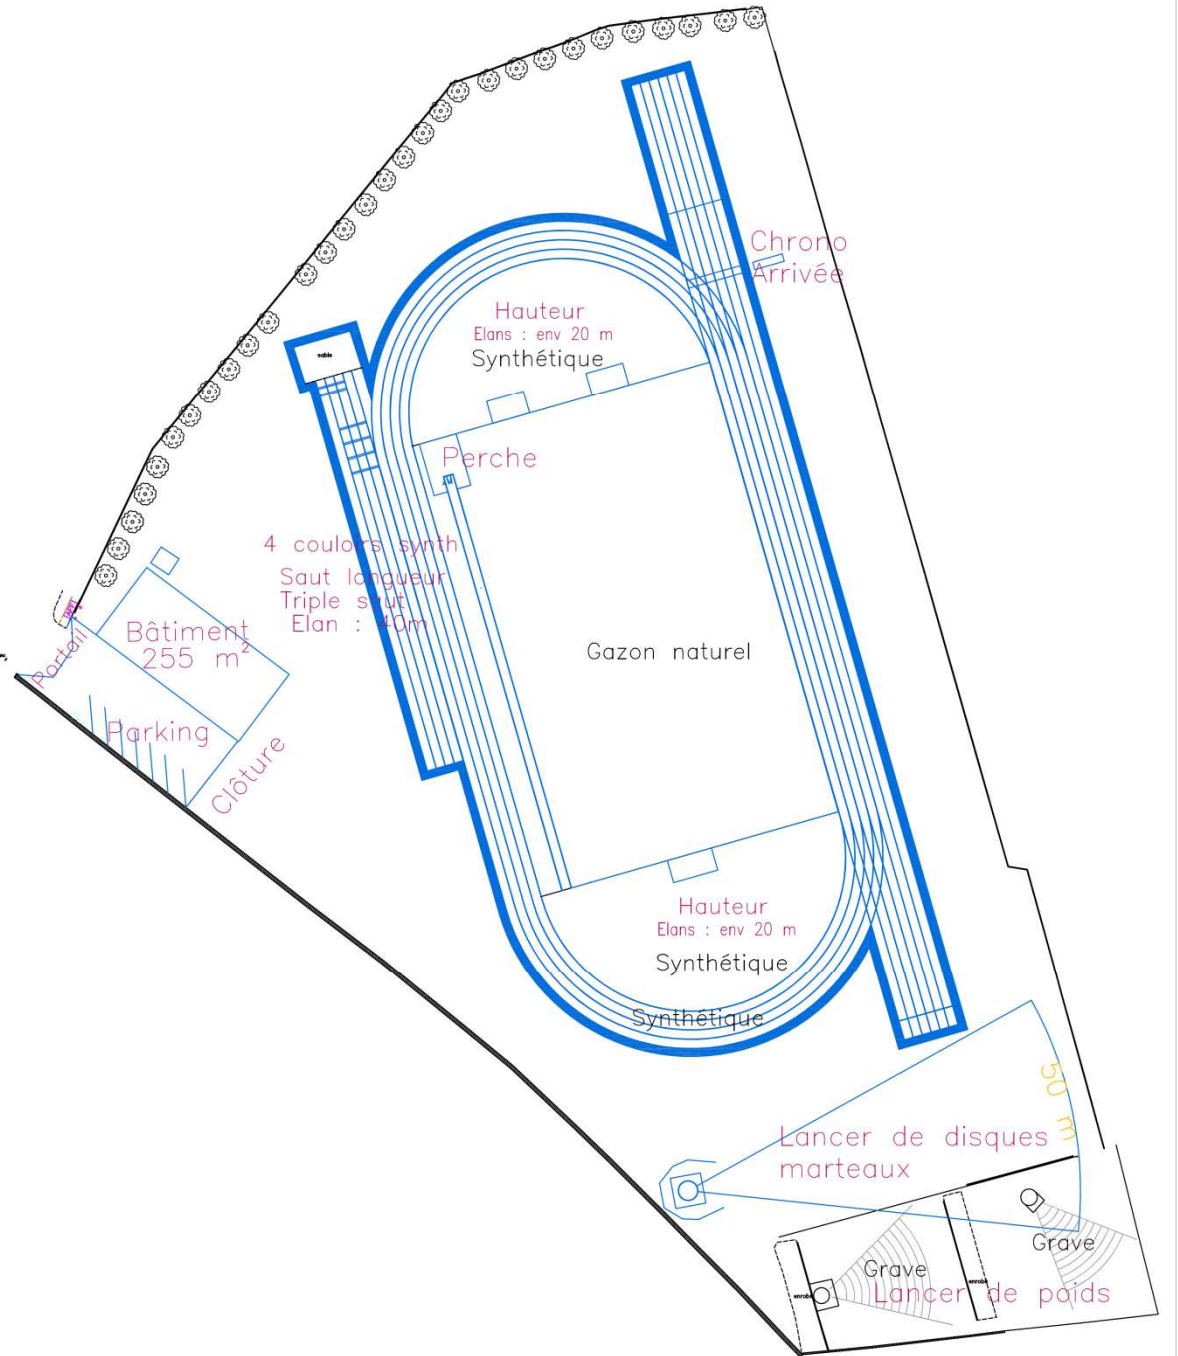 Chrono
Arrivée
Hauteur
Elans : env 20 m
Synthétique
sable
Perche
4 couloirs synth
Saut longueur
Triple saut
Elan : 40m
Bâtiment
255 m²
Portail
Parking
Clôture
Gazon naturel
Hauteur
Elans : env 20 m
Synthétique
Synthétique
50 m
Lancer de disques
marteaux
Grave
Grave
enrobé
enrobé
Lancer de poids